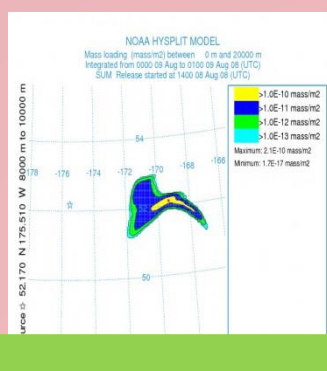 NOAA HYSPLIT MODEL
Mass loading (mass/m2) between 0 m and 20000 m
Integrated from 0000 09 Aug to 0100 09 Aug 08 (UTC)
SUM Release started at 1400 08 Aug 08 (UTC)
>1.0E-10 mass/m2
>1.0E-11 mass/m2
>1.0E-12 mass/m2
>1.0E-13 mass/m2
Maximum: 2.1E-10 mass/m2
Minimum: 1.7E-17 mass/m2
54
-178 -176 -174 -172 -170 -168 -166
50
urce ☆ 52.170 N 175.510 W 8000 m to 10000 m